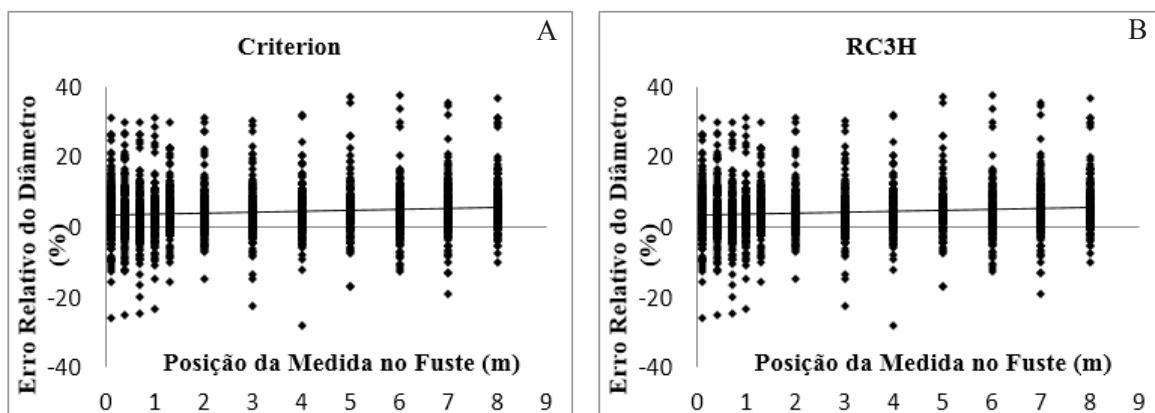 A
Criterion
Erro Relativo do Diâmetro
(%)
40
20
0
-20
-40
Posição da Medida no Fuste (m)
0 1 2 3 4 5 6 7 8 9
B
RC3H
Erro Relativo do Diâmetro
(%)
40
20
0
-20
-40
Posição da Medida no Fuste (m)
0 1 2 3 4 5 6 7 8 9